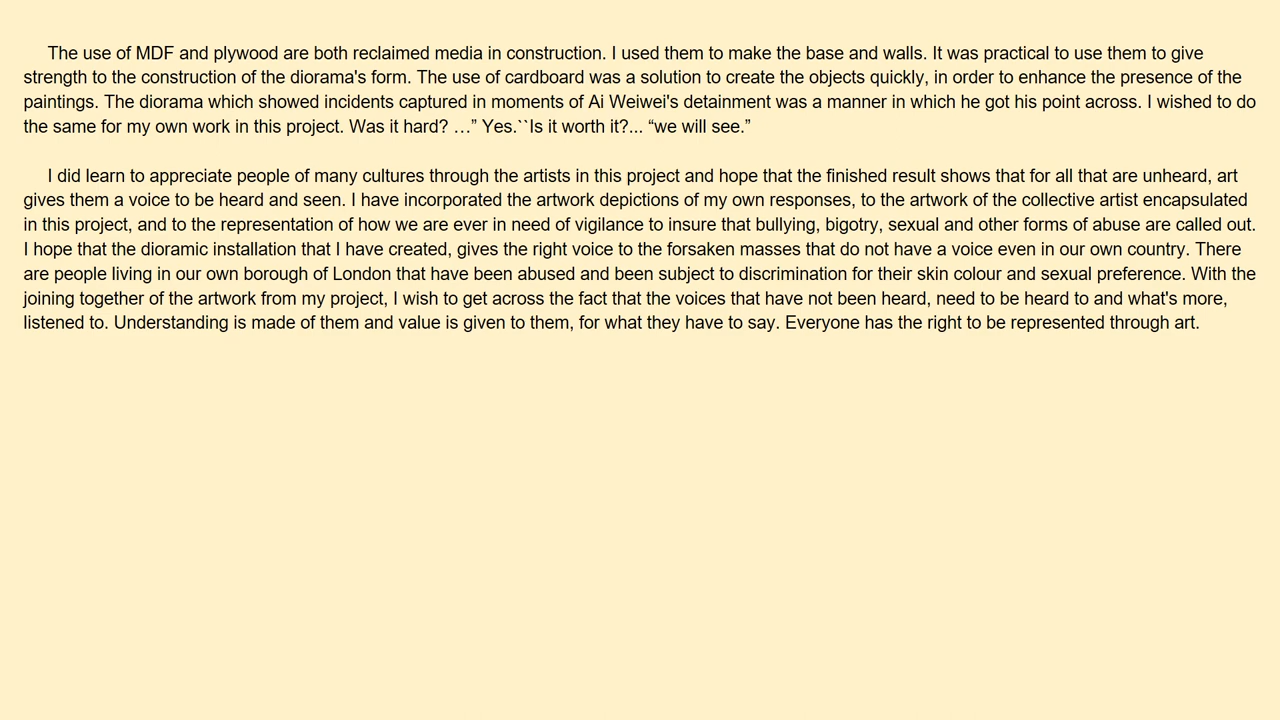 The use of MDF and plywood are both reclaimed media in construction. I used them to make the base and walls. It was practical to use them to give
strength to the construction of the diorama's form. The use of cardboard was a solution to create the objects quickly, in order to enhance the presence of the
paintings. The diorama which showed incidents captured in moments of Ai Weiwei's detainment was a manner in which he got his point across. I wished to do
the same for my own work in this project. Was it hard? …” Yes.``Is it worth it?... “we will see.”
I did learn to appreciate people of many cultures through the artists in this project and hope that the finished result shows that for all that are unheard, art
gives them a voice to be heard and seen. I have incorporated the artwork depictions of my own responses, to the artwork of the collective artist encapsulated
in this project, and to the representation of how we are ever in need of vigilance to insure that bullying, bigotry, sexual and other forms of abuse are called out.
I hope that the dioramic installation that I have created, gives the right voice to the forsaken masses that do not have a voice even in our own country. There
are people living in our own borough of London that have been abused and been subject to discrimination for their skin colour and sexual preference. With the
joining together of the artwork from my project, I wish to get across the fact that the voices that have not been heard, need to be heard to and what's more,
listened to. Understanding is made of them and value is given to them, for what they have to say. Everyone has the right to be represented through art.